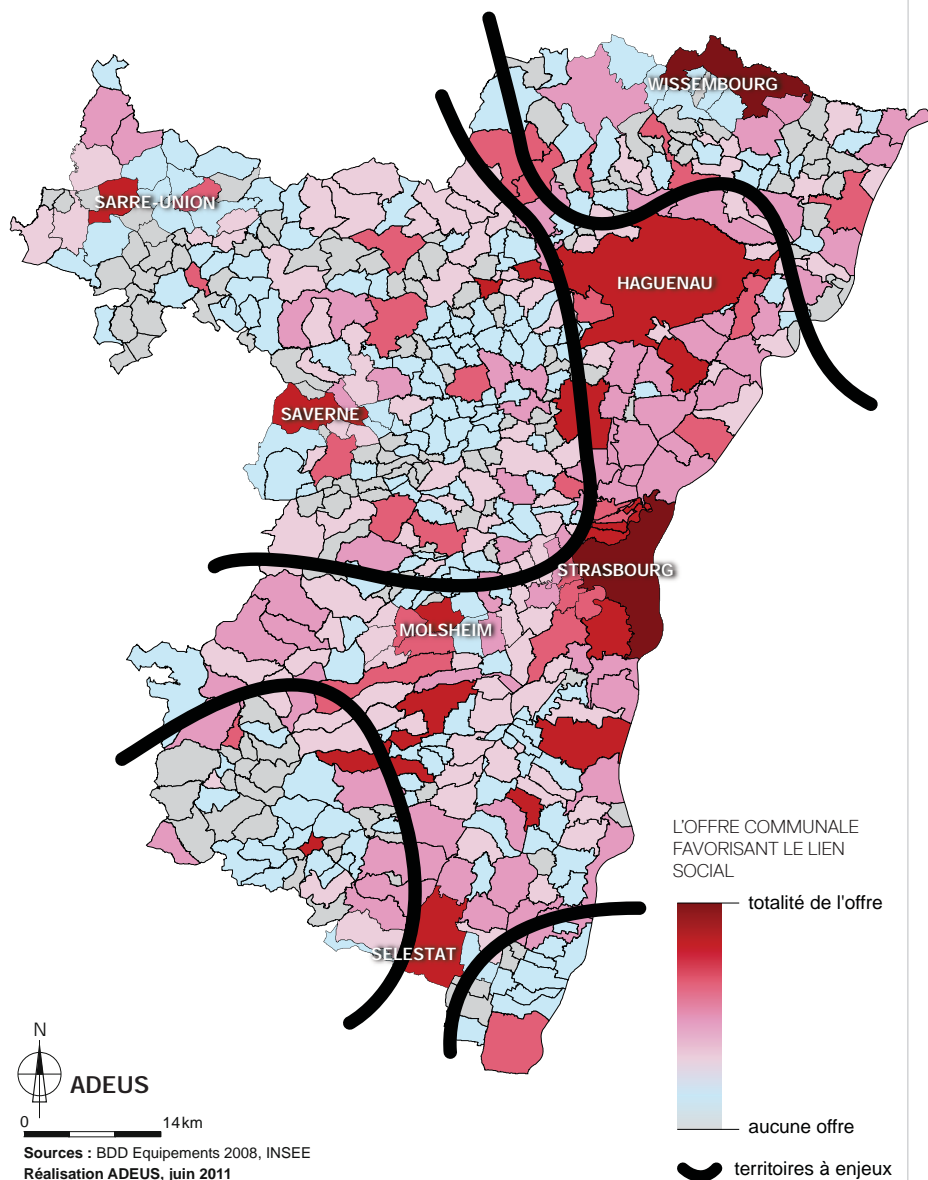 WISSEMBOURG
SARRE-UNION
HAGUENAU
SAVERNE
STRASBOURG
MOLSHEIM
SELESTAT
L'OFFRE COMMUNALE
FAVORISANT LE LIEN
SOCIAL
totalité de l'offre
aucune offre
territoires à enjeux
N
ADEUS
0 14km
Sources : BDD Equipements 2008, INSEE
Réalisation ADEUS, juin 2011